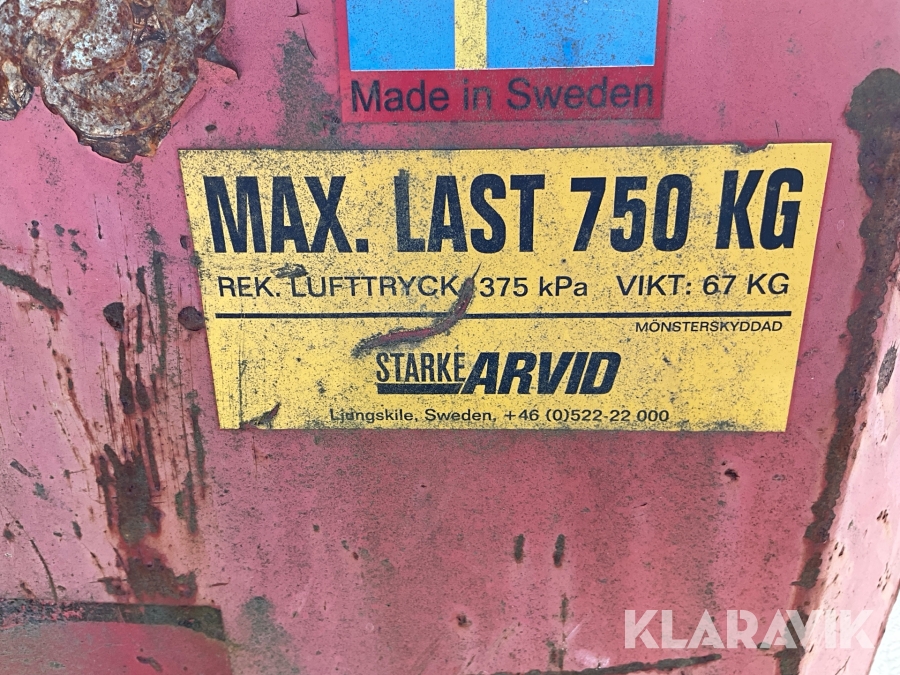 Made in Sweden
MAX. LAST 750 KG
REK. LUFTTRYCK 375 kPa VIKT: 67 KG
MÖNSTERSKYDDAD
STARKE ARVID
Ljungskile, Sweden, +46 (0)522-22 000
KLARAVIK